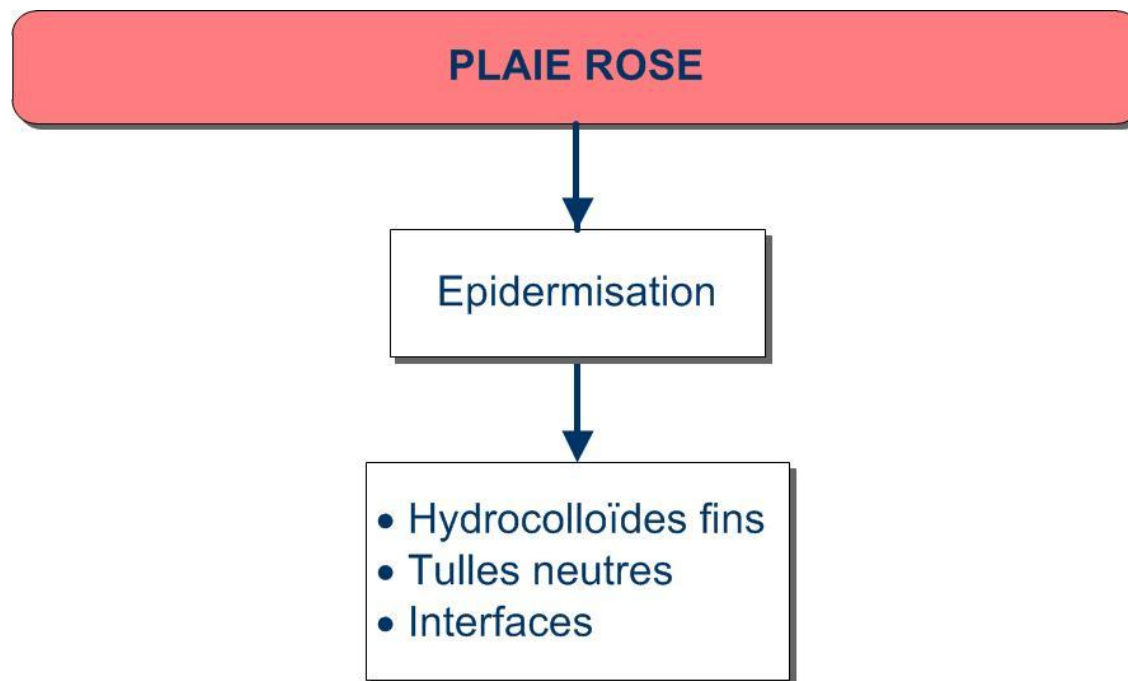 PLAIE ROSE
Epidermisation
• Hydrocolloïdes fins
• Tulles neutres
• Interfaces